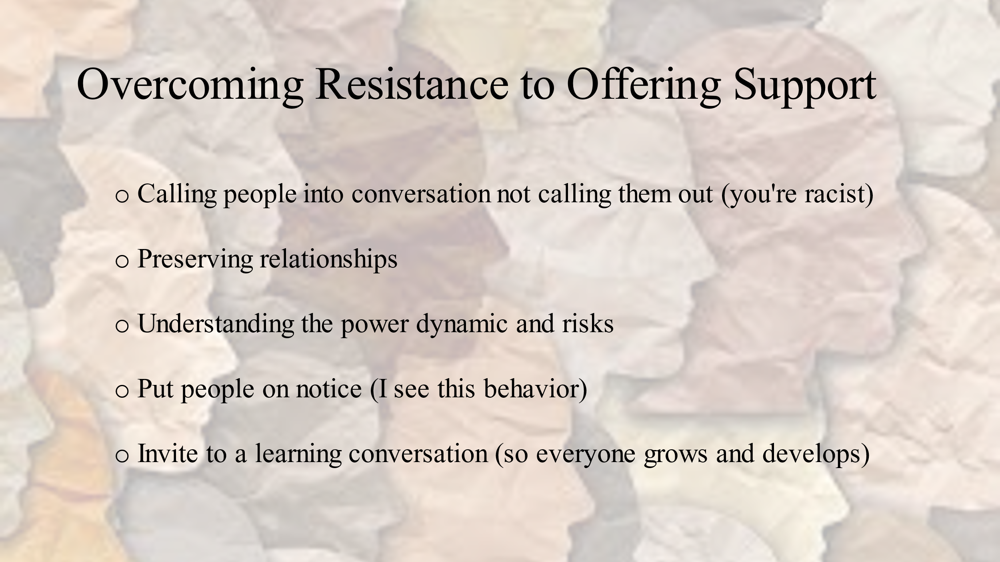 Overcoming Resistance to Offering Support
o Calling people into conversation not calling them out (you're racist)
o Preserving relationships
o Understanding the power dynamic and risks
o Put people on notice (I see this behavior)
o Invite to a learning conversation (so everyone grows and develops)